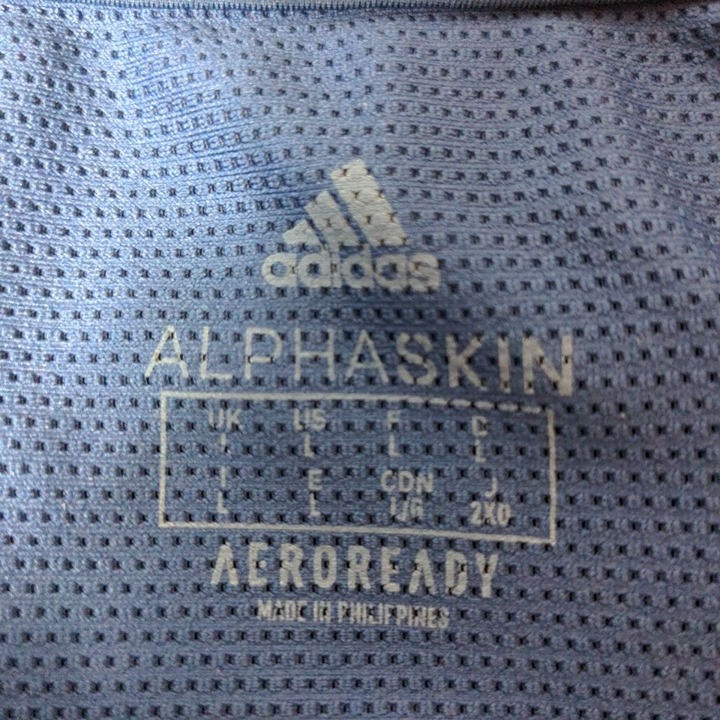 adidas
ALPHASKIN
UK US F D
L L L L
I E CDN J
L L L/G 2XO
AEROREADY
MADE IN PHILIPPINES